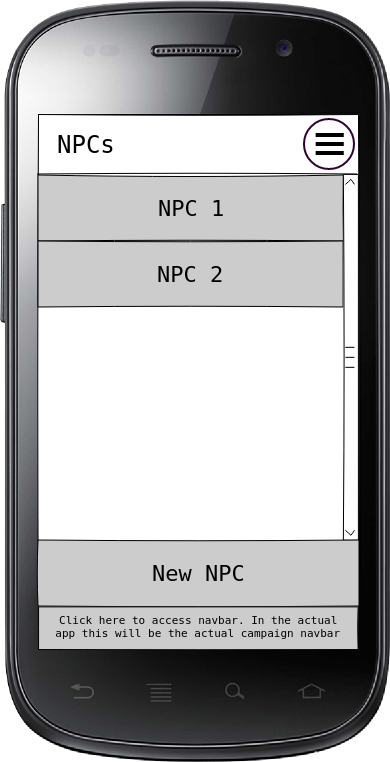 NPCs
NPC 1
NPC 2
New NPC
Click here to access navbar. In the actual
app this will be the actual campaign navbar